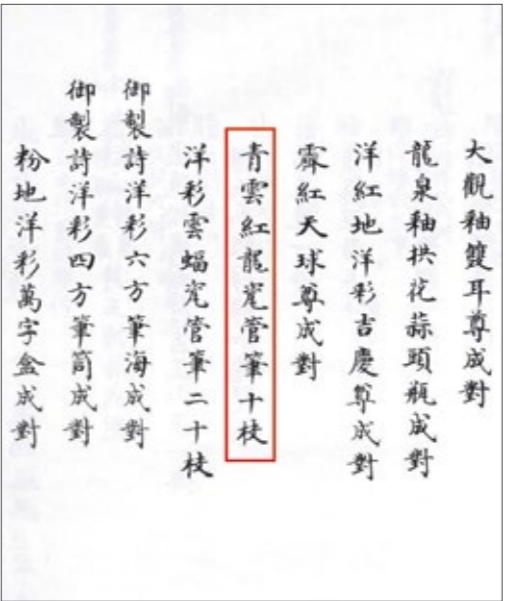 大觀釉雙耳尊成對
龍泉釉拱花蒜頭瓶成對
洋紅地洋彩吉慶尊成對
霽紅天球尊成對
青雲紅龍瓷管筆十枝
洋彩雲蝠瓷管筆二十枝
御製詩洋彩六方筆海成對
御製詩洋彩四方筆筒成對
粉地洋彩萬字盒成對